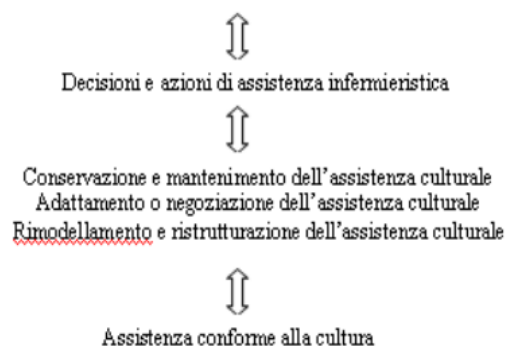 Decisioni e azioni di assistenza infermieristica
Conservazione e mantenimento dell'assistenza culturale
Adattamento o negoziazione dell'assistenza culturale
Rimodellamento e ristrutturazione dell'assistenza culturale
Assistenza conforme alla cultura